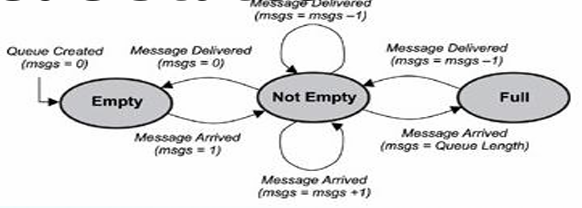 Message Delivered
(msgs = msgs –1)
Queue Created
(msgs = 0)
Message Delivered
(msgs = 0)
Message Delivered
(msgs = msgs –1)
Empty
Not Empty
Full
Message Arrived
(msgs = 1)
Message Arrived
(msgs = Queue Length)
Message Arrived
(msgs = msgs +1)